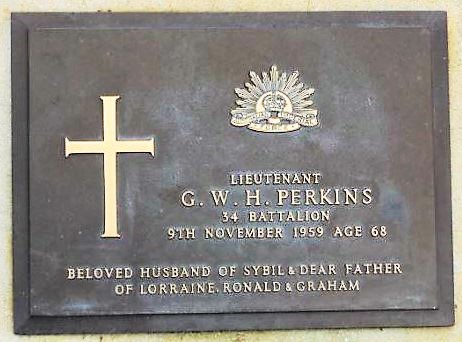 LIEUTENANT
G. W. H. PERKINS
34 BATTALION
9TH NOVEMBER 1959 AGE 68
BELOVED HUSBAND OF SYBIL & DEAR FATHER
OF LORRAINE, RONALD & GRAHAM